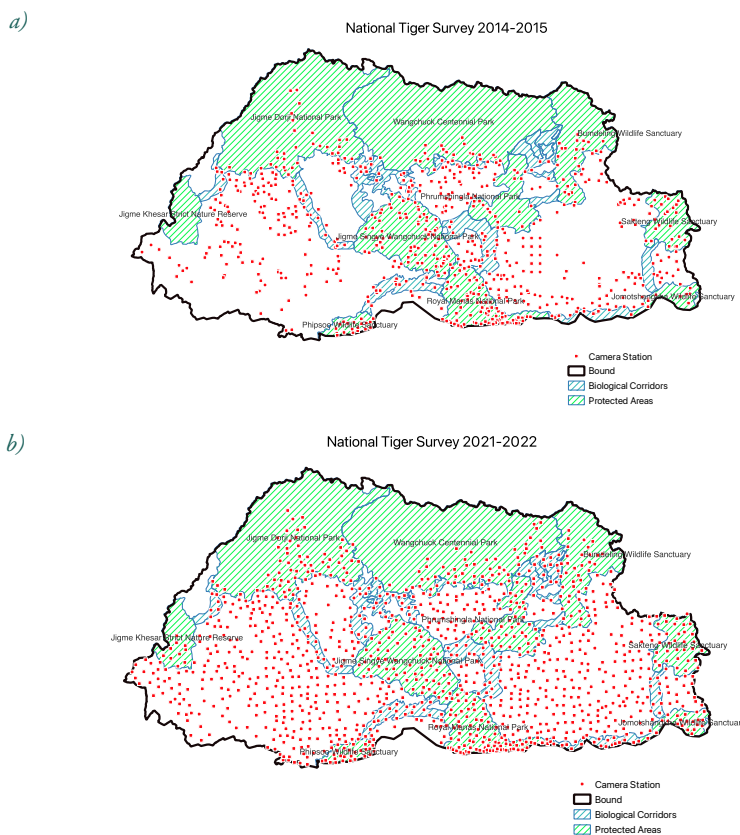 a)
National Tiger Survey 2014-2015
Jigme Dorji National Park
Wangchuck Centennial Park
Bumdeling Wildlife Sanctuary
Phrumshingla National Park
Jigme Khesar Strict Nature Reserve
Sakteng Wildlife Sanctuary
Jigme Singye Wangchuck National Park
Jomotshangkha Wildlife Sanctuary
Royal Manas National Park
Phipsoo Wildlife Sanctuary
Camera Station
Bound
Biological Corridors
Protected Areas
b)
National Tiger Survey 2021-2022
Jigme Dorji National Park
Wangchuck Centennial Park
Bumdeling Wildlife Sanctuary
Phrumshingla National Park
Jigme Khesar Strict Nature Reserve
Sakteng Wildlife Sanctuary
Jigme Singye Wangchuck National Park
Jomotshangkha Wildlife Sanctuar
Royal Manas National Park
Phipsoo Wildlife Sanctuary
Camera Station
Bound
Biological Corridors
Protected Areas